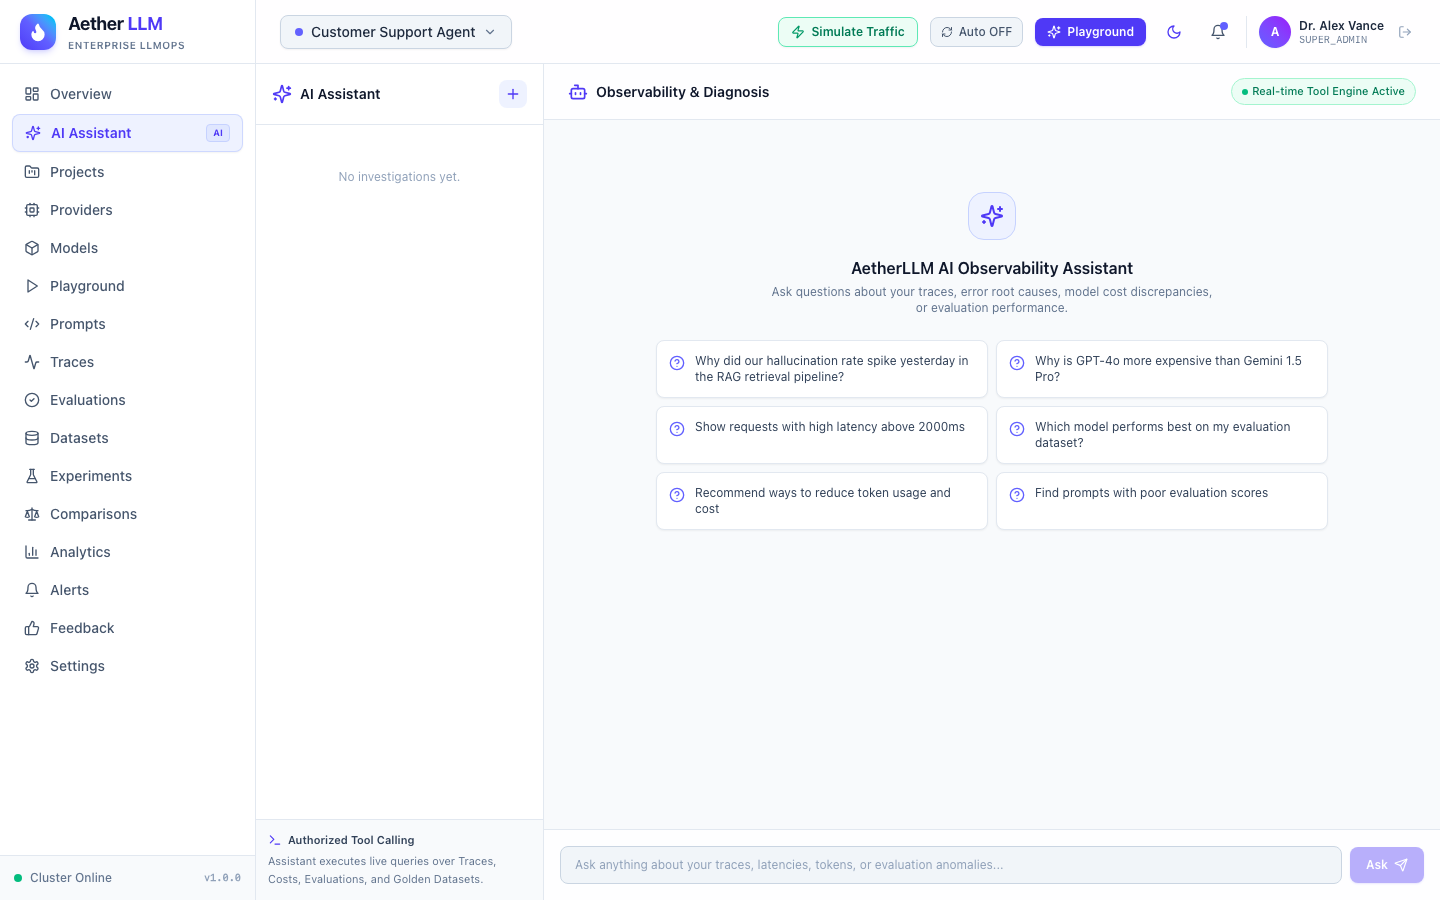 Aether LLM
ENTERPRISE LLMOPS
Customer Support Agent
Simulate Traffic
Auto OFF
Playground
A
Dr. Alex Vance
SUPER_ADMIN
Overview
AI Assistant
AI
Projects
Providers
Models
Playground
Prompts
Traces
Evaluations
Datasets
Experiments
Comparisons
Analytics
Alerts
Feedback
Settings
Cluster Online
v1.0.0
AI Assistant
No investigations yet.
Authorized Tool Calling
Assistant executes live queries over Traces,
Costs, Evaluations, and Golden Datasets.
Observability & Diagnosis
Real-time Tool Engine Active
AetherLLM AI Observability Assistant
Ask questions about your traces, error root causes, model cost discrepancies,
or evaluation performance.
Why did our hallucination rate spike yesterday in
the RAG retrieval pipeline?
Why is GPT-4o more expensive than Gemini 1.5
Pro?
Show requests with high latency above 2000ms
Which model performs best on my evaluation
dataset?
Recommend ways to reduce token usage and
cost
Find prompts with poor evaluation scores
Ask anything about your traces, latencies, tokens, or evaluation anomalies...
Ask